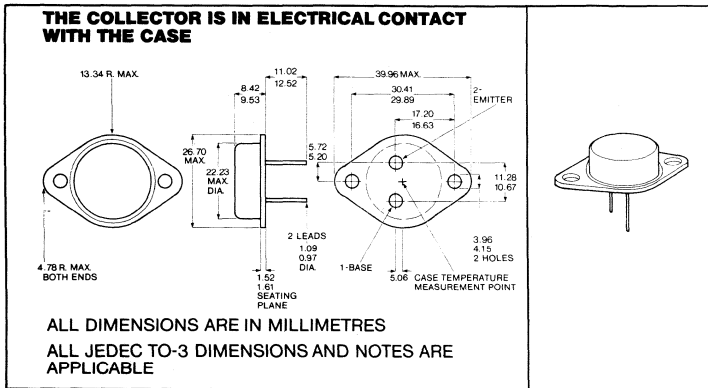 THE COLLECTOR IS IN ELECTRICAL CONTACT
WITH THE CASE
13.34 R. MAX.
8.42
9.53
11.02
12.52
39.96 MAX.
30.41
29.89
2-
EMITTER
17.20
16.63
26.70
MAX.
22.23
MAX.
DIA.
5.72
5.20
11.28
10.67
2 LEADS
1.09
0.97
DIA.
3.96
4.15
2 HOLES
4.78 R. MAX.
BOTH ENDS
1.52
1.61
SEATING
PLANE
1-BASE
5.06
CASE TEMPERATURE
MEASUREMENT POINT
ALL DIMENSIONS ARE IN MILLIMETRES
ALL JEDEC TO-3 DIMENSIONS AND NOTES ARE
APPLICABLE